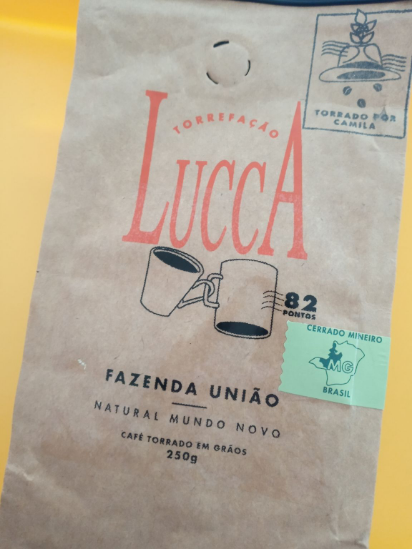 TORRADO POR
CAMILA
TORREFAÇÃO
LUCCA
82
PONTOS
CERRADO MINEIRO
MG
BRASIL
FAZENDA UNIÃO
NATURAL MUNDO NOVO
CAFÉ TORRADO EM GRÃOS
250g